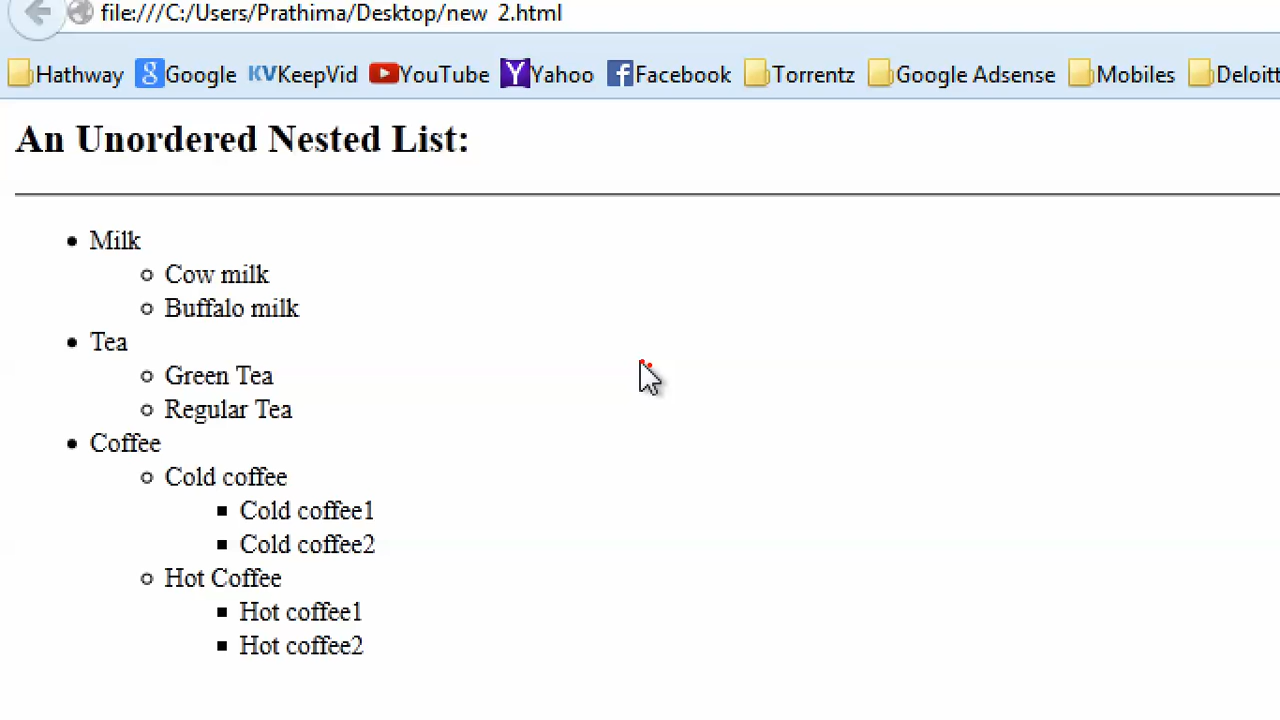 file:///C:/Users/Prathima/Desktop/new 2.html
Hathway Google KVKeepVid YouTube Yahoo Facebook Torrentz Google Adsense Mobiles Deloitt
An Unordered Nested List:
Milk
Cow milk
Buffalo milk
Tea
Green Tea
Regular Tea
Coffee
Cold coffee
Cold coffee1
Cold coffee2
Hot Coffee
Hot coffee1
Hot coffee2